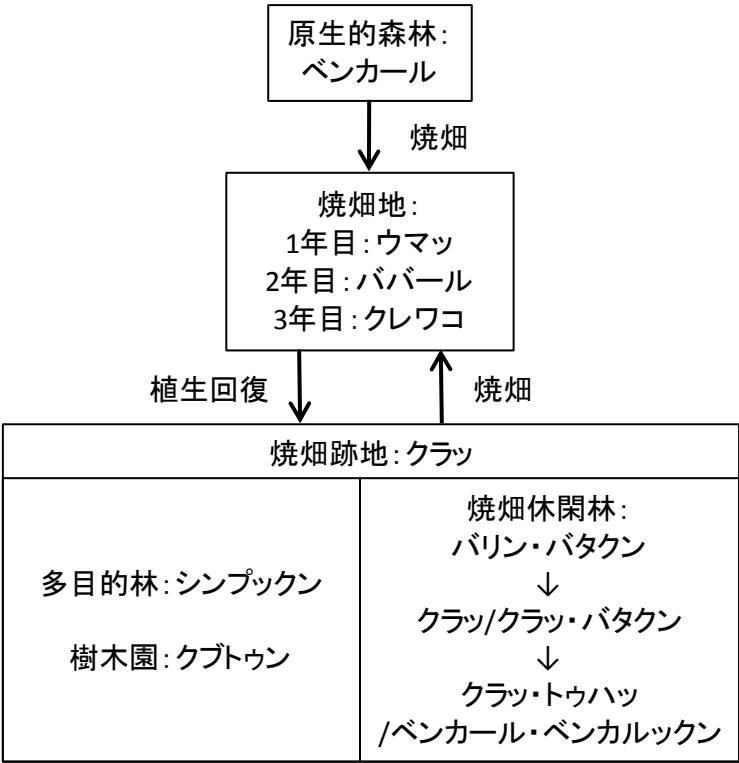 原生的森林：
ベンカール
焼畑
焼畑地：
1年目：ウマッ
2年目：ババール
3年目：クレワコ
植生回復
焼畑
焼畑跡地：クラッ
多目的林：シンプックン
樹木園：クブトゥン
焼畑休閑林：
バリン・バタクン
↓
クラッ/クラッ・バタクン
↓
クラッ・トゥハッ
/ベンカール・ベンカルックン